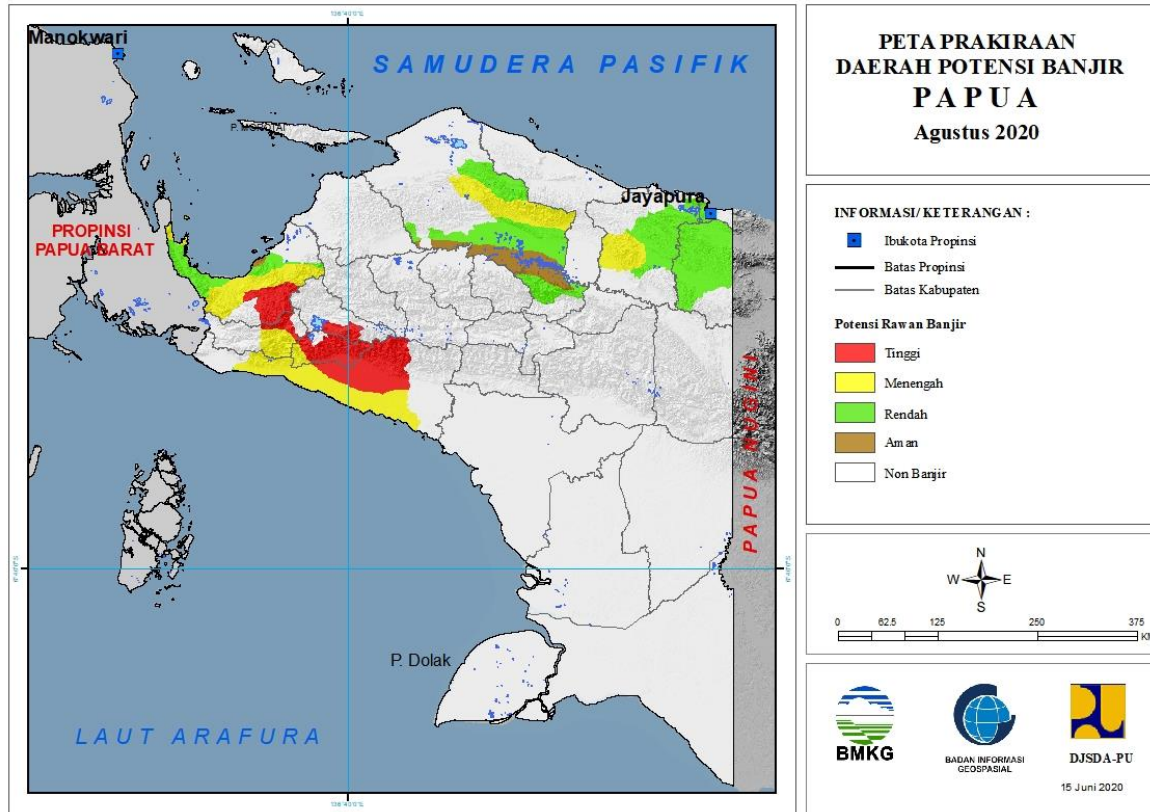 Manokwari
SAMUDERA PASIFIK
PROPINSI
PAPUA BARAT
Jayapura
PAPUA NUGINI
P. Dolak
LAUT ARAFURA
PETA PRAKIRAAN
DAERAH POTENSI BANJIR
PAPUA
Agustus 2020
INFORMASI/ KETERANGAN :
Ibukota Propinsi
Batas Propinsi
Batas Kabupaten
Potensi Rawan Banjir
Tinggi
Menengah
Rendah
Aman
Non Banjir
N
W E
S
0 62.5 125 250 375
KM
BMKG
BADAN INFORMASI
GEOSPASIAL
DJSDA-PU
15 Juni 2020